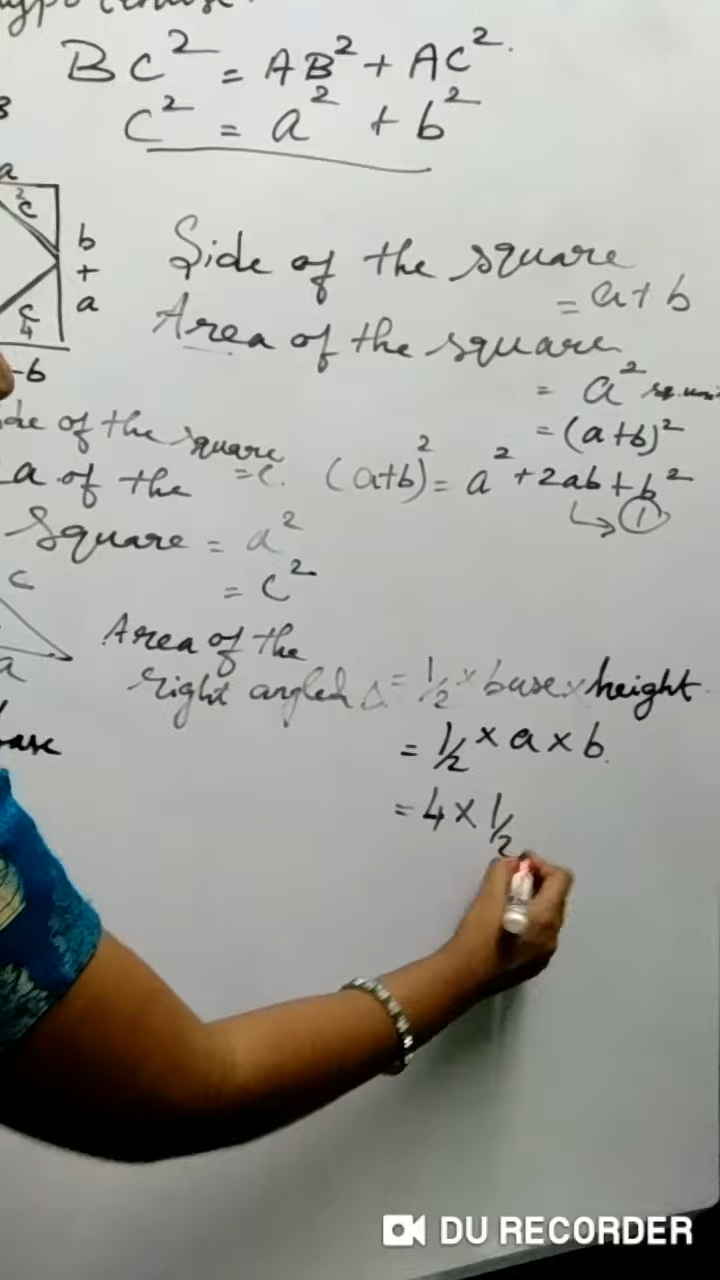 BC² = AB² + AC².
c² = a² + b²
a
c
b
+
a
c
4
-b
Side of the square
= a+b
Area of the square
= a²
= (a+b)²
of the square
= c.
a of the
Square = a²
= c²
(a+b)² = a² + 2ab + b²
↳ ①
c
a
Area of the
right angled Δ = 1/2 × base × height
= 1/2 × a × b.
= 4 × 1/2
DU RECORDER